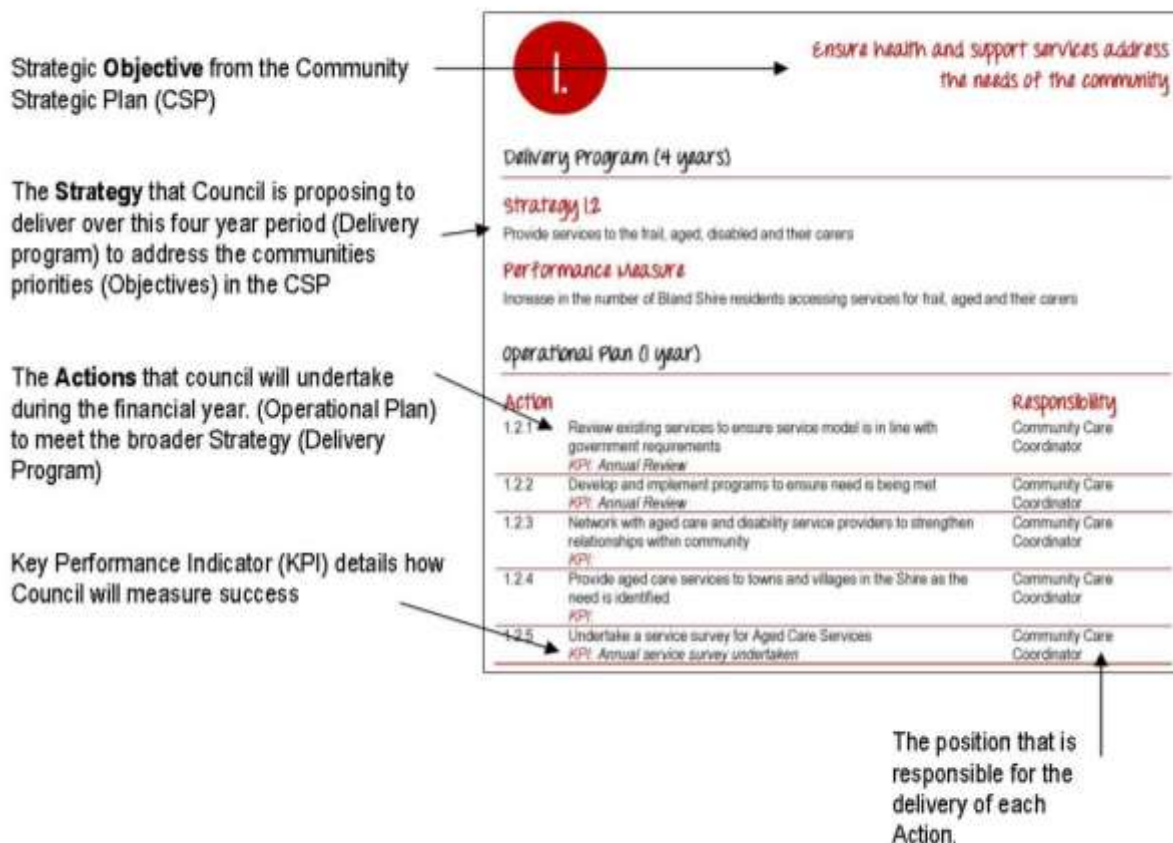 Strategic Objective from the Community
Strategic Plan (CSP)
The Strategy that Council is proposing to
deliver over this four year period (Delivery
program) to address the communities
priorities (Objectives) in the CSP
The Actions that council will undertake
during the financial year. (Operational Plan)
to meet the broader Strategy (Delivery
Program)
Key Performance Indicator (KPI) details how
Council will measure success
1.
Ensure health and support services address
the needs of the community
Delivery Program (4 years)
Strategy 1.2
Provide services to the frail, aged, disabled and their carers
Performance Measure
Increase in the number of Bland Shire residents accessing services for frail, aged and their carers
Operational Plan (1 year)
Action Responsibility
1.2.1 Review existing services to ensure service model is in line with Community Care
government requirements Coordinator
KPI: Annual Review
1.2.2 Develop and implement programs to ensure need is being met Community Care
KPI: Annual Review Coordinator
1.2.3 Network with aged care and disability service providers to strengthen Community Care
relationships within community Coordinator
KPI:
1.2.4 Provide aged care services to towns and villages in the Shire as the Community Care
need is identified Coordinator
KPI:
1.2.5 Undertake a service survey for Aged Care Services Community Care
KPI: Annual service survey undertaken Coordinator
The position that is
responsible for the
delivery of each
Action.